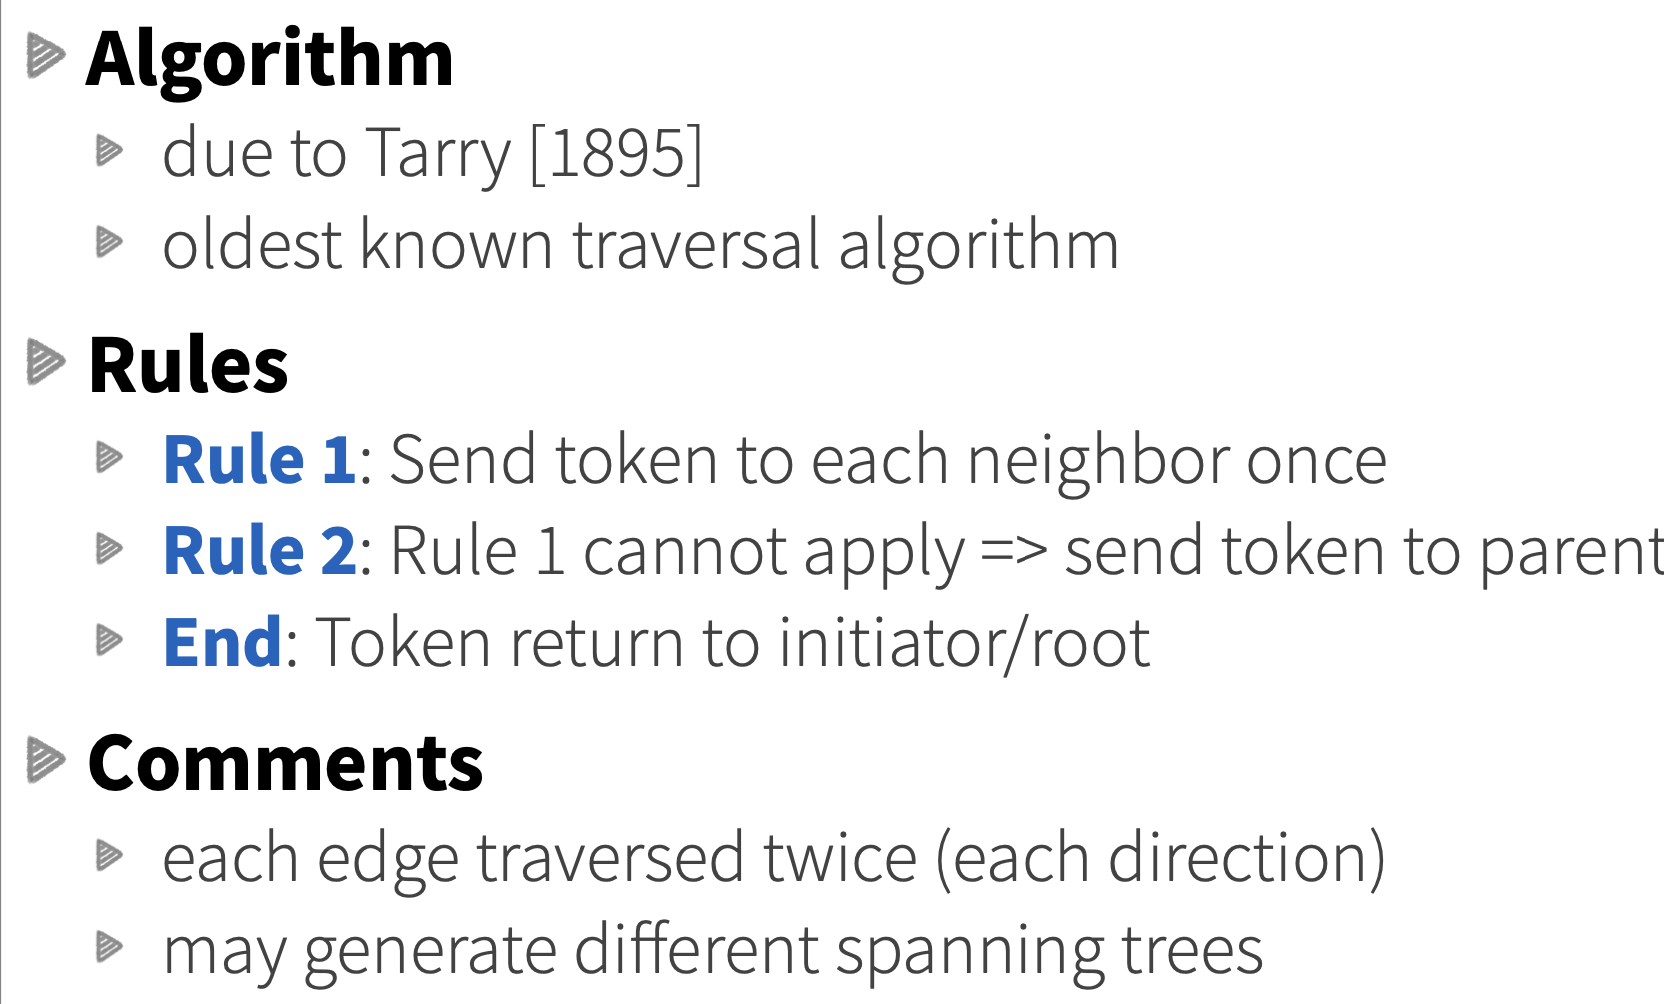 Algorithm
due to Tarry [1895]
oldest known traversal algorithm
Rules
Rule 1: Send token to each neighbor once
Rule 2: Rule 1 cannot apply => send token to parent
End: Token return to initiator/root
Comments
each edge traversed twice (each direction)
may generate different spanning trees